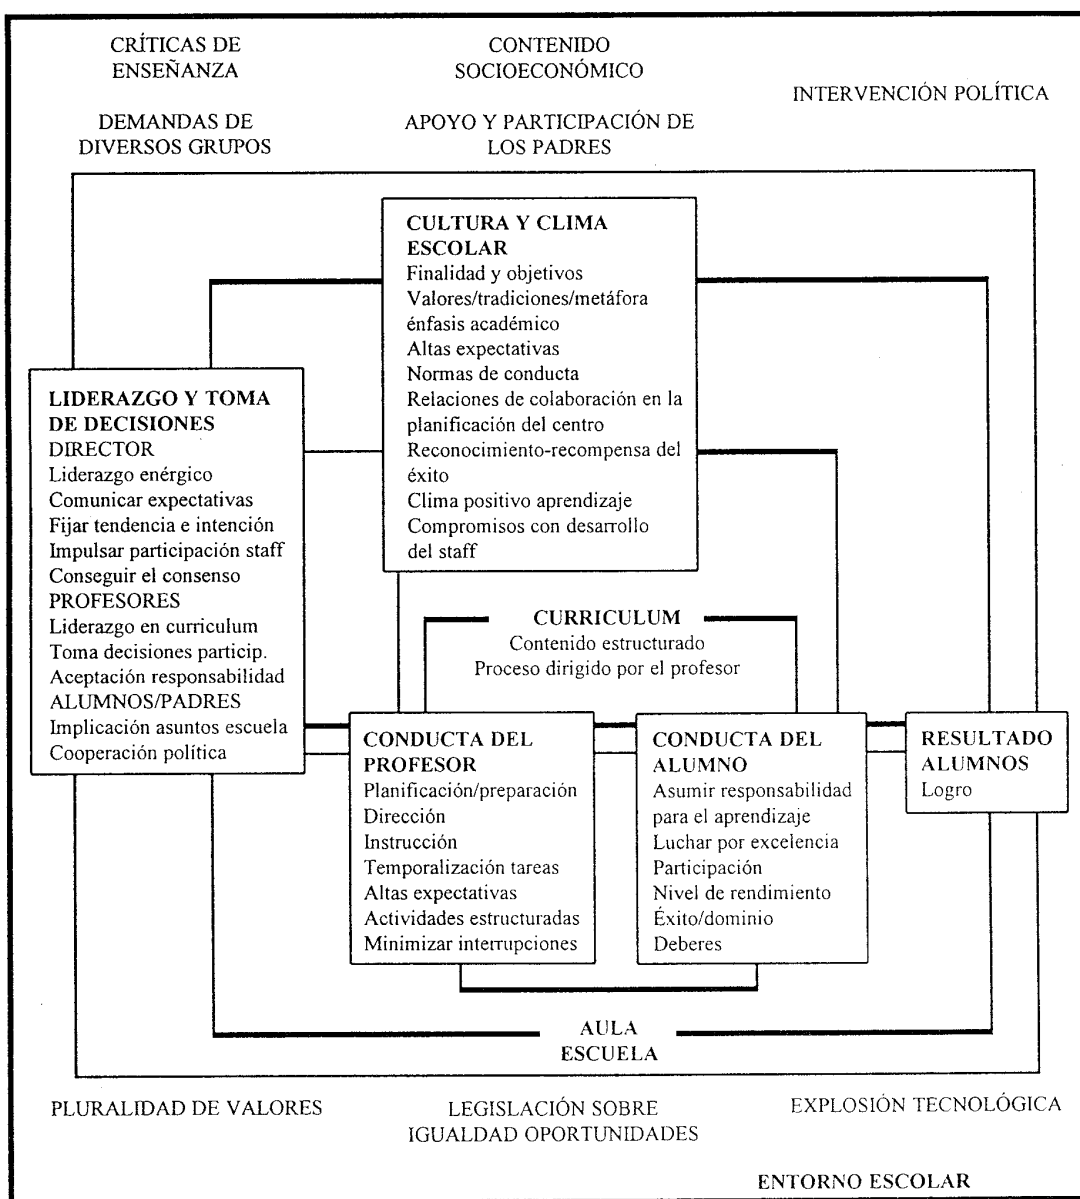 CRÍTICAS DE
ENSEÑANZA
CONTENIDO
SOCIOECONÓMICO
INTERVENCIÓN POLÍTICA
DEMANDAS DE
DIVERSOS GRUPOS
APOYO Y PARTICIPACIÓN DE
LOS PADRES
CULTURA Y CLIMA
ESCOLAR
Finalidad y objetivos
Valores/tradiciones/metáfora
énfasis académico
Altas expectativas
Normas de conducta
Relaciones de colaboración en la
planificación del centro
Reconocimiento-recompensa del
éxito
Clima positivo aprendizaje
Compromisos con desarrollo
del staff
LIDERAZGO Y TOMA
DE DECISIONES
DIRECTOR
Liderazgo enérgico
Comunicar expectativas
Fijar tendencia e intención
Impulsar participación staff
Conseguir el consenso
PROFESORES
Liderazgo en curriculum
Toma decisiones particip.
Aceptación responsabilidad
ALUMNOS/PADRES
Implicación asuntos escuela
Cooperación política
CURRICULUM
Contenido estructurado
Proceso dirigido por el profesor
CONDUCTA DEL
PROFESOR
Planificación/preparación
Dirección
Instrucción
Temporalización tareas
Altas expectativas
Actividades estructuradas
Minimizar interrupciones
CONDUCTA DEL
ALUMNO
Asumir responsabilidad
para el aprendizaje
Luchar por excelencia
Participación
Nivel de rendimiento
Éxito/dominio
Deberes
RESULTADO
ALUMNOS
Logro
AULA
ESCUELA
PLURALIDAD DE VALORES
LEGISLACIÓN SOBRE
IGUALDAD OPORTUNIDADES
EXPLOSIÓN TECNOLÓGICA
ENTORNO ESCOLAR